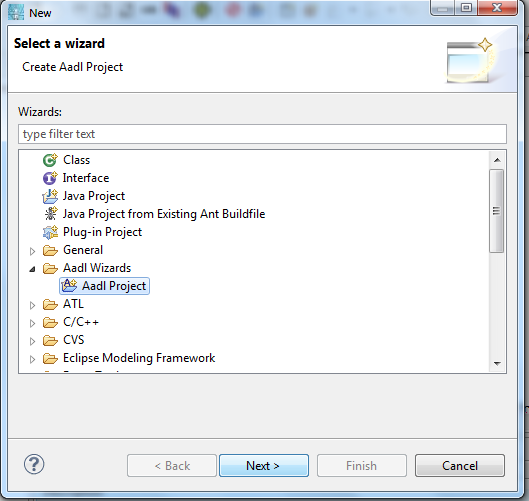 New
Select a wizard
Create Aadl Project
Wizards:
type filter text
Class
Interface
Java Project
Java Project from Existing Ant Buildfile
Plug-in Project
General
Aadl Wizards
Aadl Project
ATL
C/C++
CVS
Eclipse Modeling Framework
< Back
Next >
Finish
Cancel